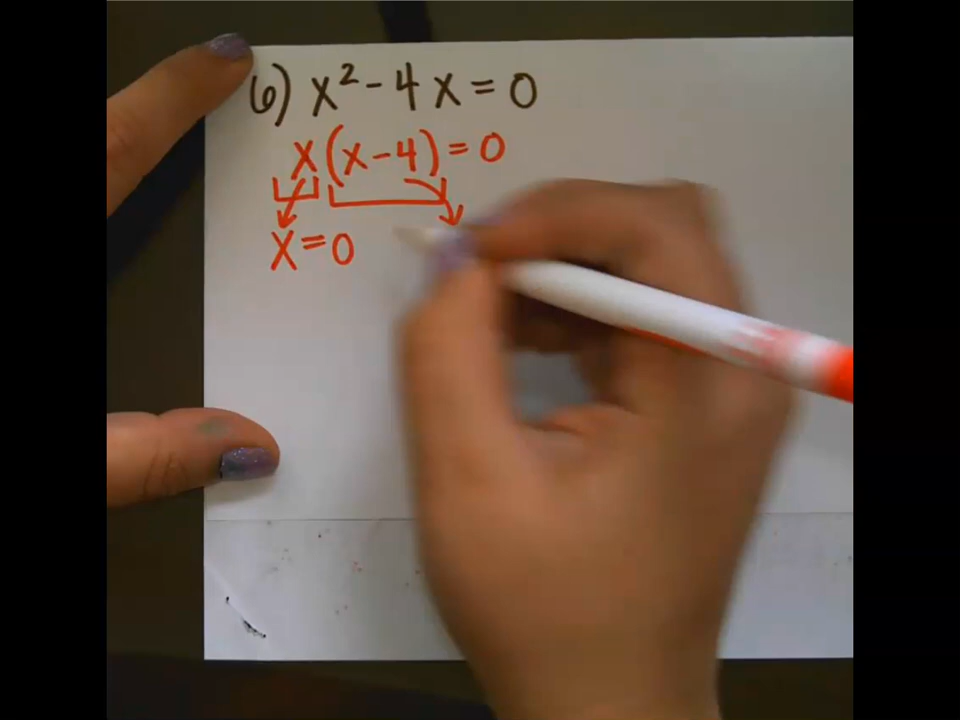 6) x² - 4x = 0
x(x-4) = 0
x = 0